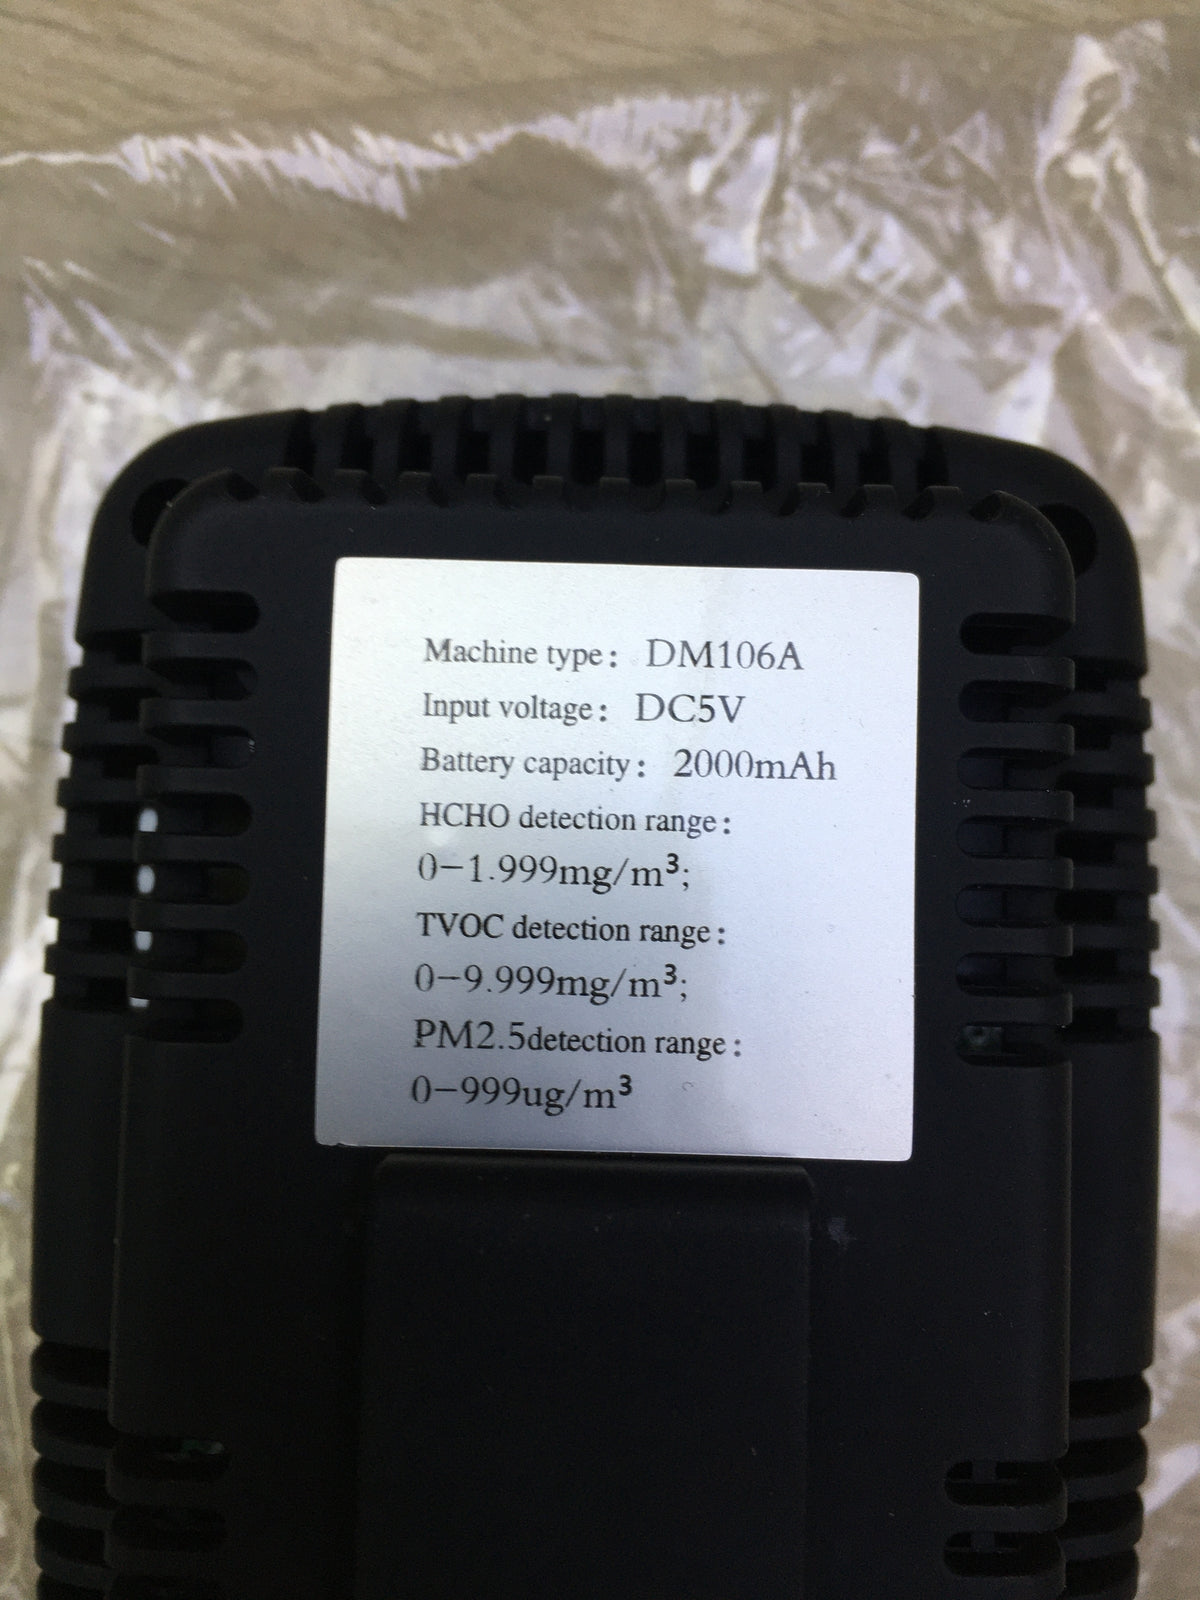 Machine type: DM106A
Input voltage: DC5V
Battery capacity: 2000mAh
HCHO detection range:
0-1.999mg/m³;
TVOC detection range:
0-9.999mg/m³;
PM2.5detection range:
0-999ug/m³